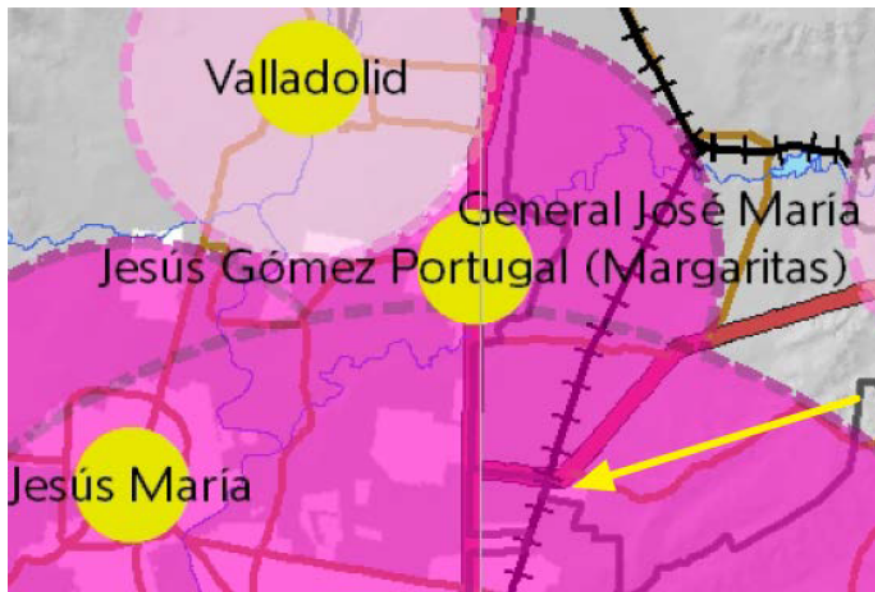 Valladolid
General José María
Jesús Gómez Portugal (Margaritas)
Jesús María